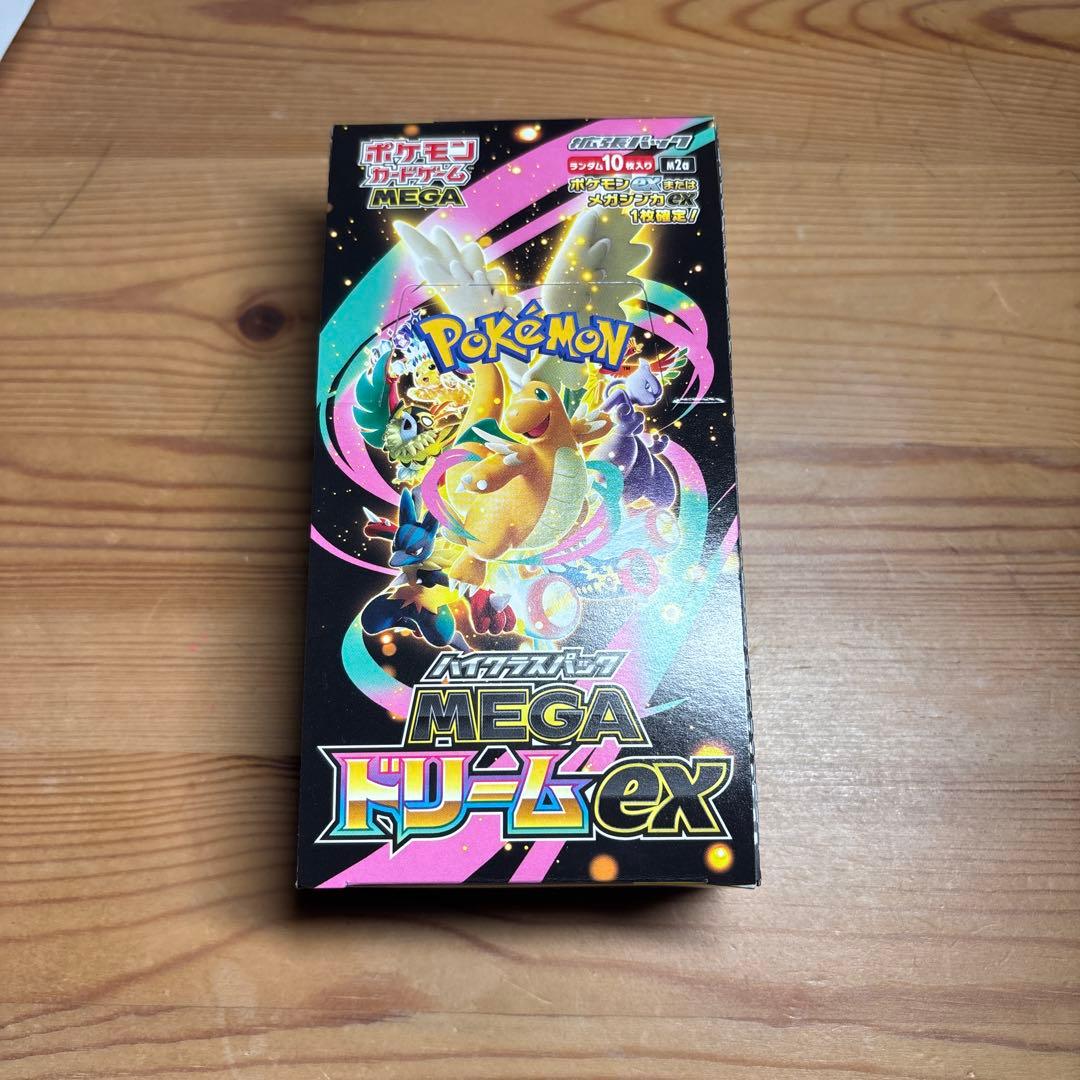 ポケモン
カードゲーム
MEGA
拡張パック
ランダム10枚入り M2a
ポケモンexまたは
メガシンカex
1枚確定!
POKéMON
TM
ハイクラスパック
MEGA
ドリームex